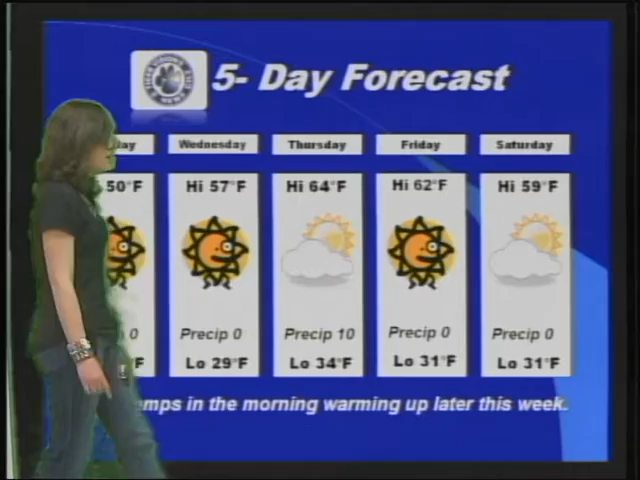 5- Day Forecast
Wednesday Thursday Friday Saturday
50°F Hi 57°F Hi 64°F Hi 62°F Hi 59°F
0 Precip 0 Precip 10 Precip 0 Precip 0
°F Lo 29°F Lo 34°F Lo 31°F Lo 31°F
in the morning warming up later this week.